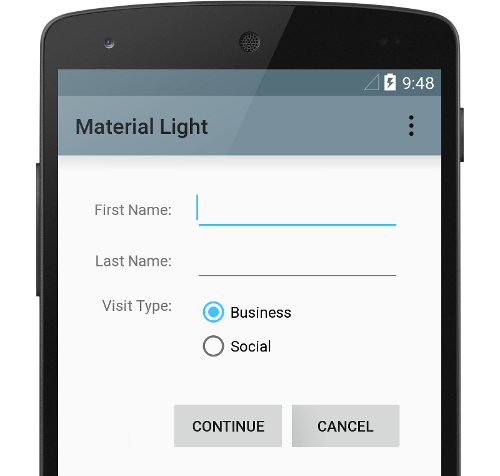 9:48
Material Light
First Name:
Last Name:
Visit Type:
Business
Social
CONTINUE
CANCEL